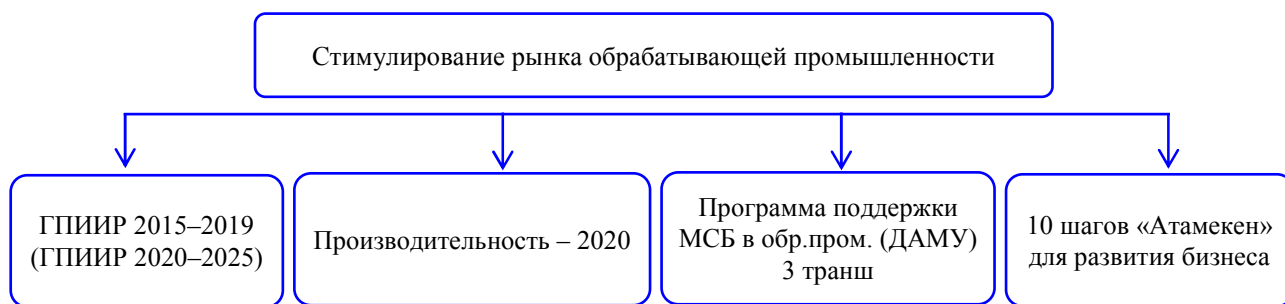 Стимулирование рынка обрабатывающей промышленности
ГПИИР 2015–2019
(ГПИИР 2020–2025)
Производительность – 2020
Программа поддержки
МСБ в обр.пром. (ДАМУ)
3 транш
10 шагов «Атамекен»
для развития бизнеса